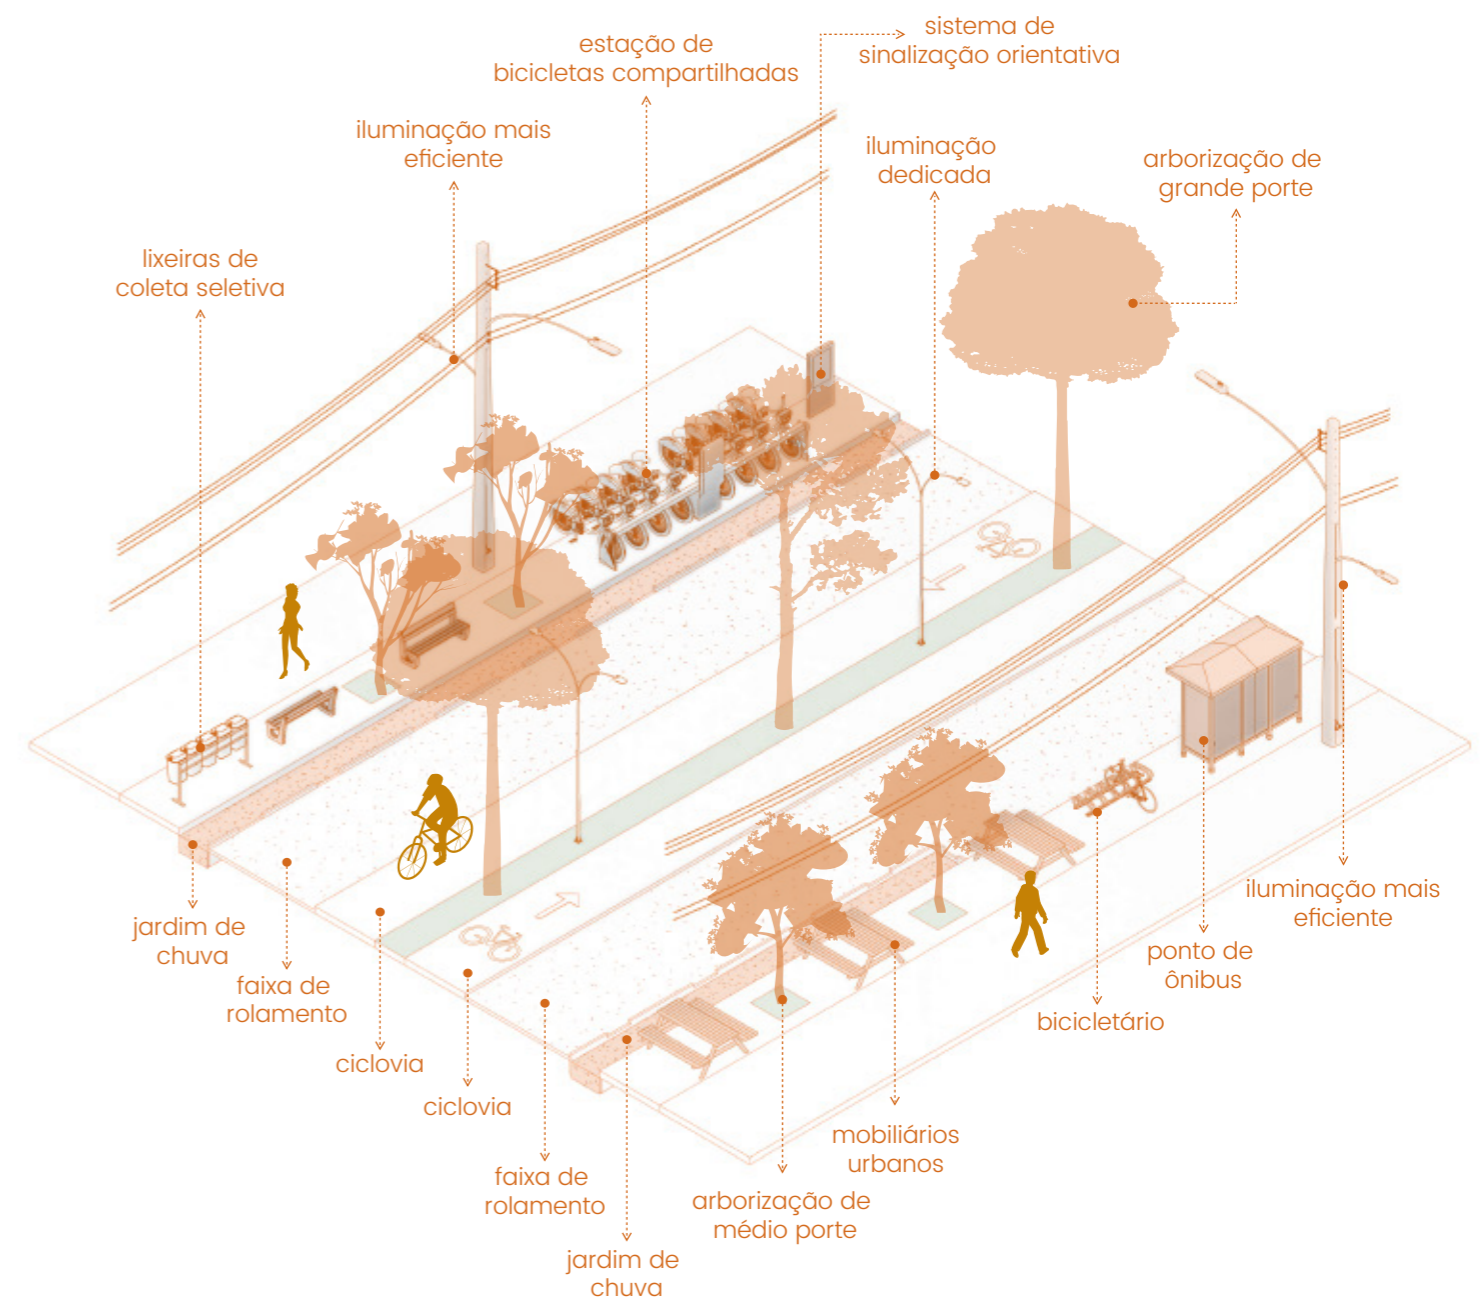 sistema de
sinalização orientativa
estação de
bicicletas compartilhadas
iluminação mais
eficiente
iluminação
dedicada
arborização de
grande porte
lixeiras de
coleta seletiva
jardim de
chuva
faixa de
rolamento
ciclovia
ciclovia
faixa de
rolamento
jardim de
chuva
arborização de
médio porte
mobiliários
urbanos
bicicletário
ponto de
ônibus
iluminação mais
eficiente